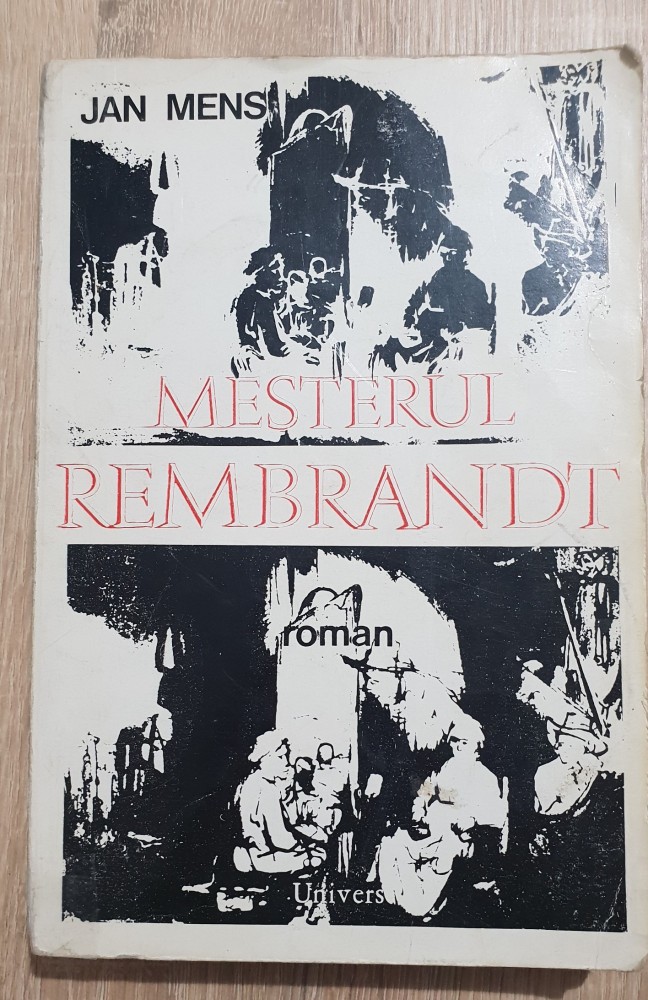 JAN MENS
MEȘTERUL
REMBRANDT
roman
Univers